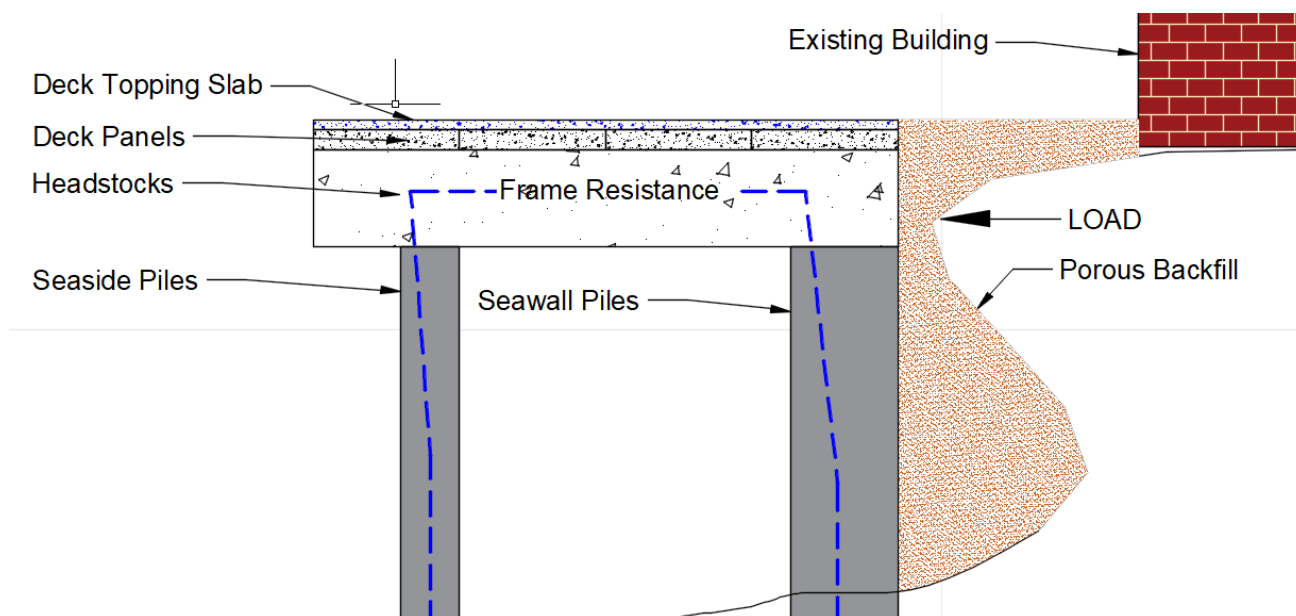 Existing Building
Deck Topping Slab
Deck Panels
Headstocks
Frame Resistance
LOAD
Porous Backfill
Seaside Piles
Seawall Piles